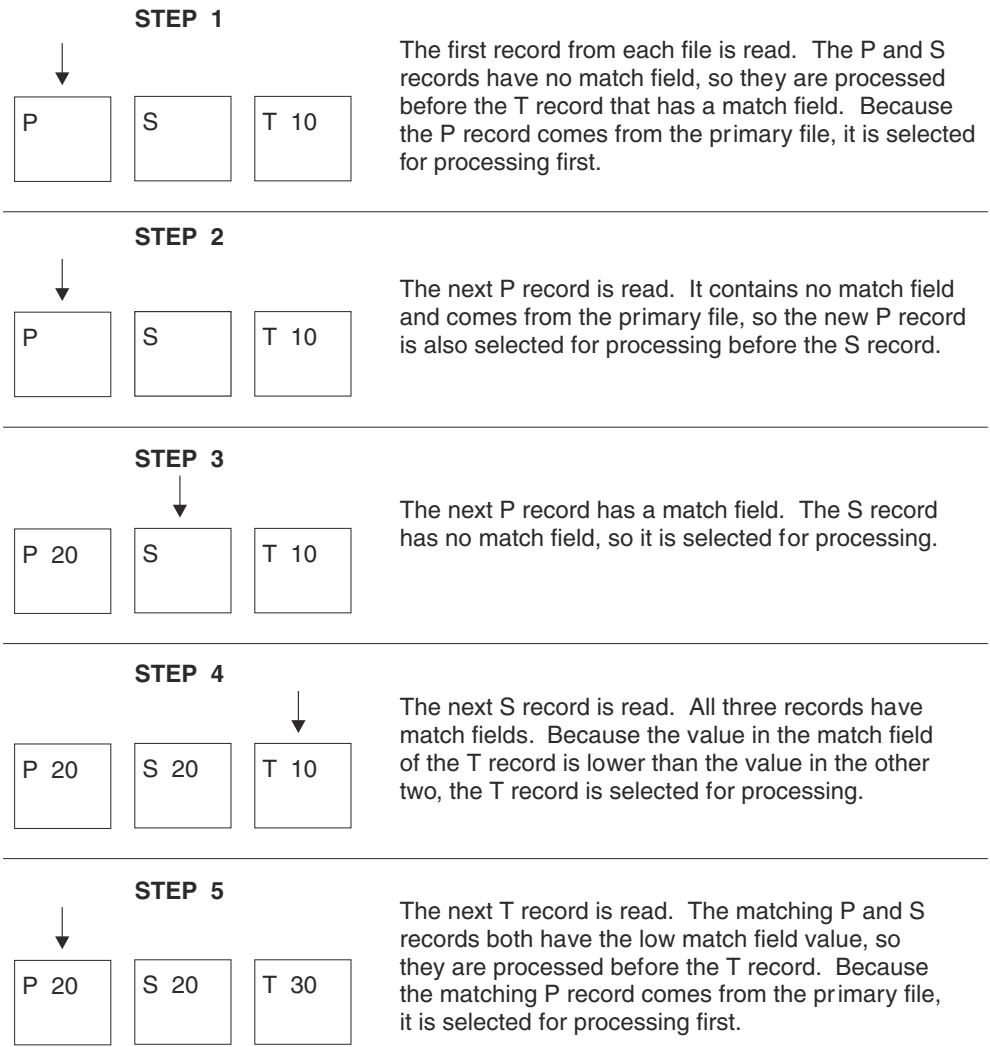 STEP 1
P
S
T 10
The first record from each file is read. The P and S
records have no match field, so they are processed
before the T record that has a match field. Because
the P record comes from the primary file, it is selected
for processing first.
STEP 2
P
S
T 10
The next P record is read. It contains no match field
and comes from the primary file, so the new P record
is also selected for processing before the S record.
STEP 3
P 20
S
T 10
The next P record has a match field. The S record
has no match field, so it is selected for processing.
STEP 4
P 20
S 20
T 10
The next S record is read. All three records have
match fields. Because the value in the match field
of the T record is lower than the value in the other
two, the T record is selected for processing.
STEP 5
P 20
S 20
T 30
The next T record is read. The matching P and S
records both have the low match field value, so
they are processed before the T record. Because
the matching P record comes from the primary file,
it is selected for processing first.